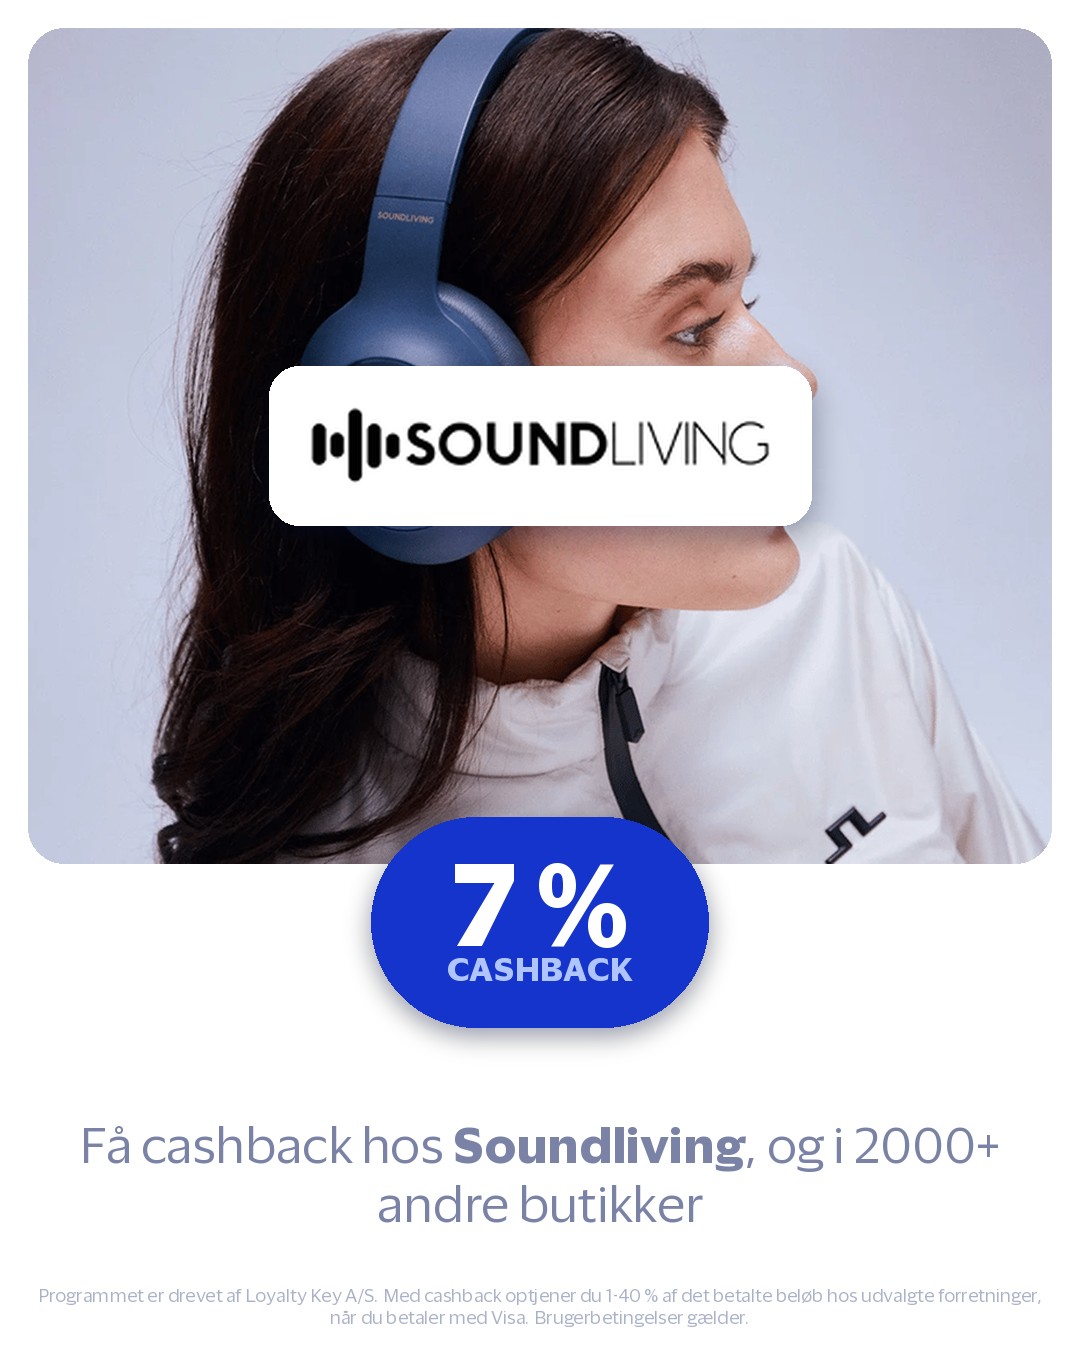 SOUNDLIVING
SOUNDLIVING
7 %
CASHBACK
Få cashback hos Soundliving, og i 2000+
andre butikker
Programmet er drevet af Loyalty Key A/S. Med cashback optjener du 1-40 % af det betalte beløb hos udvalgte forretninger,
når du betaler med Visa. Brugerbetingelser gælder.